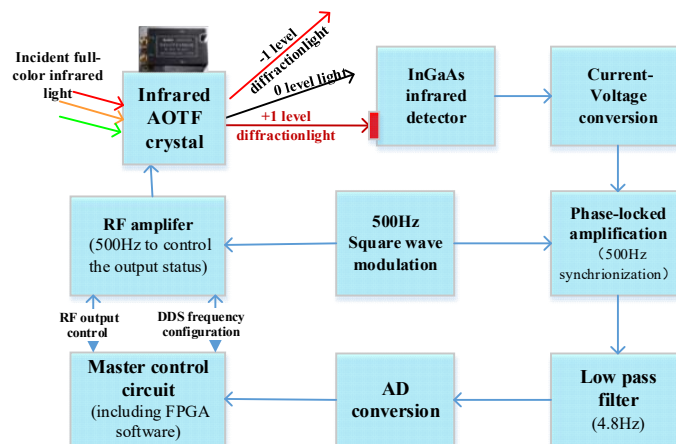 Incident full-
color infrared
light
Infrared
AOTF
crystal
-1 level
diffractionlight
0 level light
+1 level
diffractionlight
InGaAs
infrared
detector
Current-
Voltage
conversion
RF amplifer
(500Hz to control
the output status)
500Hz
Square wave
modulation
Phase-locked
amplification
（500Hz
synchrionization）
RF output
control
DDS frequency
configuration
Master control
circuit
(including FPGA
software)
AD
conversion
Low pass
filter
(4.8Hz)